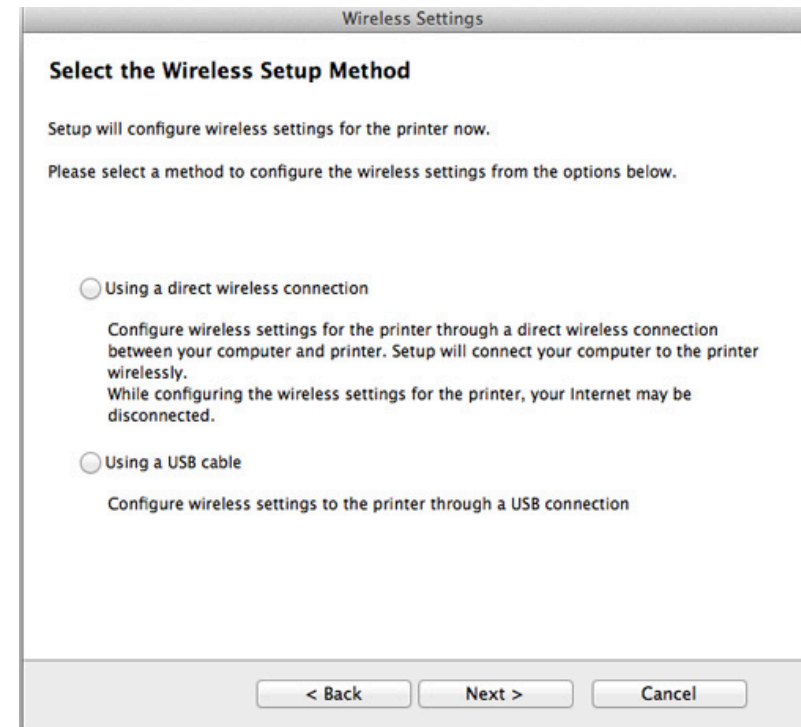 Wireless Settings
Select the Wireless Setup Method
Setup will configure wireless settings for the printer now.
Please select a method to configure the wireless settings from the options below.
Using a direct wireless connection
Configure wireless settings for the printer through a direct wireless connection
between your computer and printer. Setup will connect your computer to the printer
wirelessly.
While configuring the wireless settings for the printer, your Internet may be
disconnected.
Using a USB cable
Configure wireless settings to the printer through a USB connection
< Back Next > Cancel